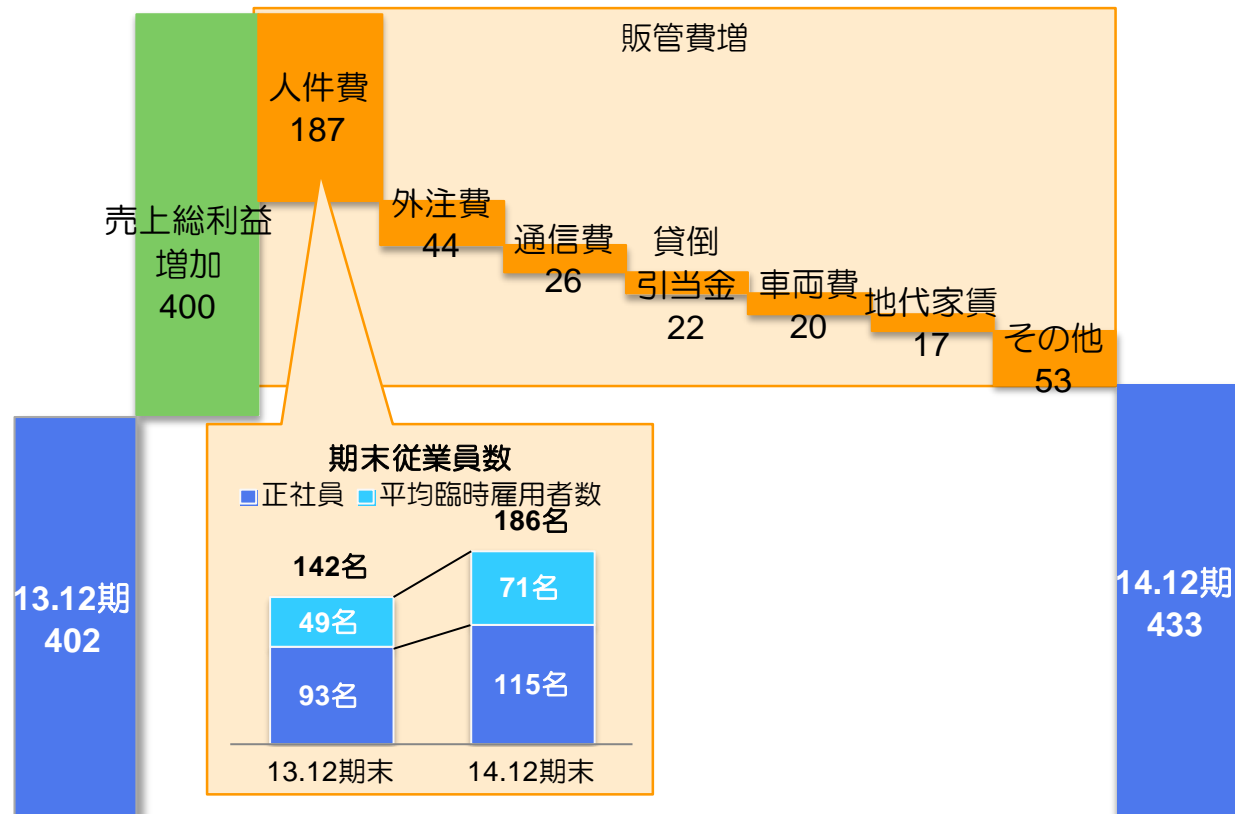 販管費増
人件費
187
売上総利益
増加
400
外注費
44
通信費
26
貸倒
引当金
22
車両費
20
地代家賃
17
その他
53
13.12期
402
14.12期
433
期末従業員数
正社員 平均臨時雇用者数
142名
49名
93名
186名
71名
115名
13.12期末
14.12期末